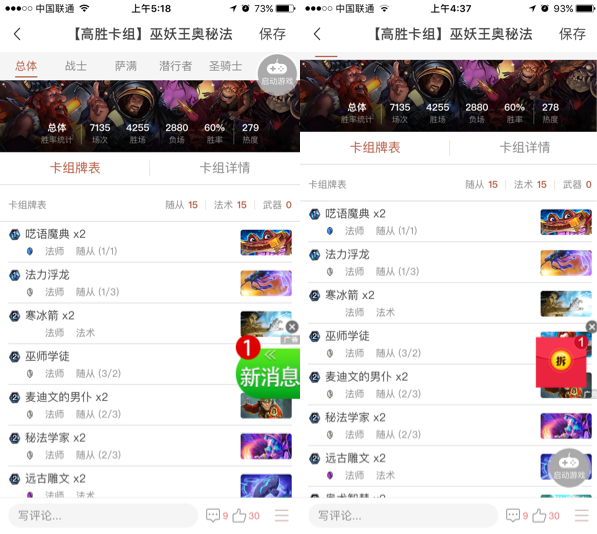 中国联通 上午5:18 73%
【高胜卡组】巫妖王奥秘法 保存
总体 战士 萨满 潜行者 圣骑士
启动游戏
总体 7135 4255 2880 60% 279
胜率统计 场次 胜场 负场 胜率 热度
卡组牌表 卡组详情
卡组牌表 随从 15 法术 15 武器 0
呓语魔典 x2
法师 随从 (1/1)
法力浮龙
法师 随从 (1/3)
寒冰箭 x2
法师 法术
巫师学徒
法师 随从 (3/2)
麦迪文的男仆 x2
法师 随从 (2/3)
秘法学家 x2
法师 随从 (2/3)
远古雕文 x2
法师 法术
广告
1
新消息
写评论... 9 30
中国联通 上午4:37 93%
【高胜卡组】巫妖王奥秘法 保存
总体 7135 4255 2880 60% 278
胜率统计 场次 胜场 负场 胜率 热度
卡组牌表 卡组详情
卡组牌表 随从 15 法术 15 武器 0
呓语魔典 x2
法师 随从 (1/1)
法力浮龙
法师 随从 (1/3)
寒冰箭 x2
法师 法术
巫师学徒
法师 随从 (3/2)
麦迪文的男仆 x2
法师 随从 (2/3)
秘法学家 x2
法师 随从 (2/3)
远古雕文 x2
法师 法术
1
拆
启动游戏
写评论... 9 30